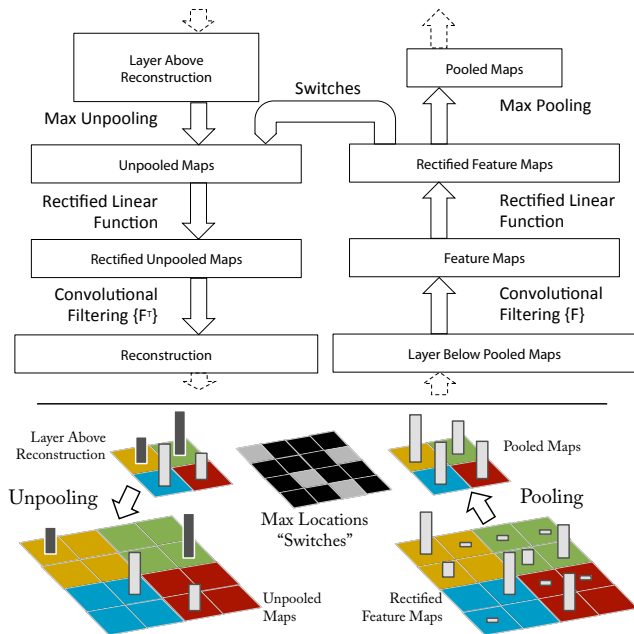 Layer Above
Reconstruction
Pooled Maps
Switches
Max Unpooling
Max Pooling
Unpooled Maps
Rectified Feature Maps
Rectified Linear
Function
Rectified Linear
Function
Rectified Unpooled Maps
Feature Maps
Convolutional
Filtering {Fᵀ}
Convolutional
Filtering {F}
Reconstruction
Layer Below Pooled Maps
Layer Above
Reconstruction
Pooled Maps
Unpooling
Max Locations
“Switches”
Pooling
Unpooled
Maps
Rectified
Feature Maps